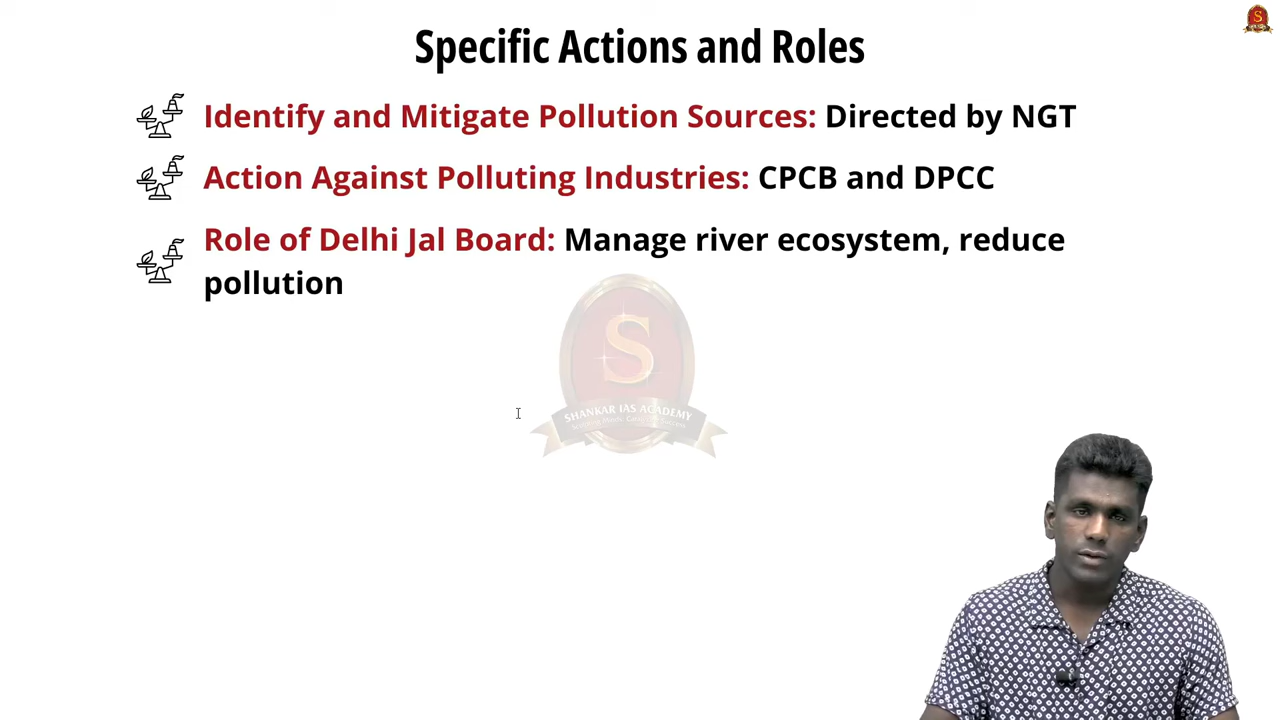 Specific Actions and Roles
S
Identify and Mitigate Pollution Sources: Directed by NGT
Action Against Polluting Industries: CPCB and DPCC
Role of Delhi Jal Board: Manage river ecosystem, reduce
pollution
S
SHANKAR IAS ACADEMY